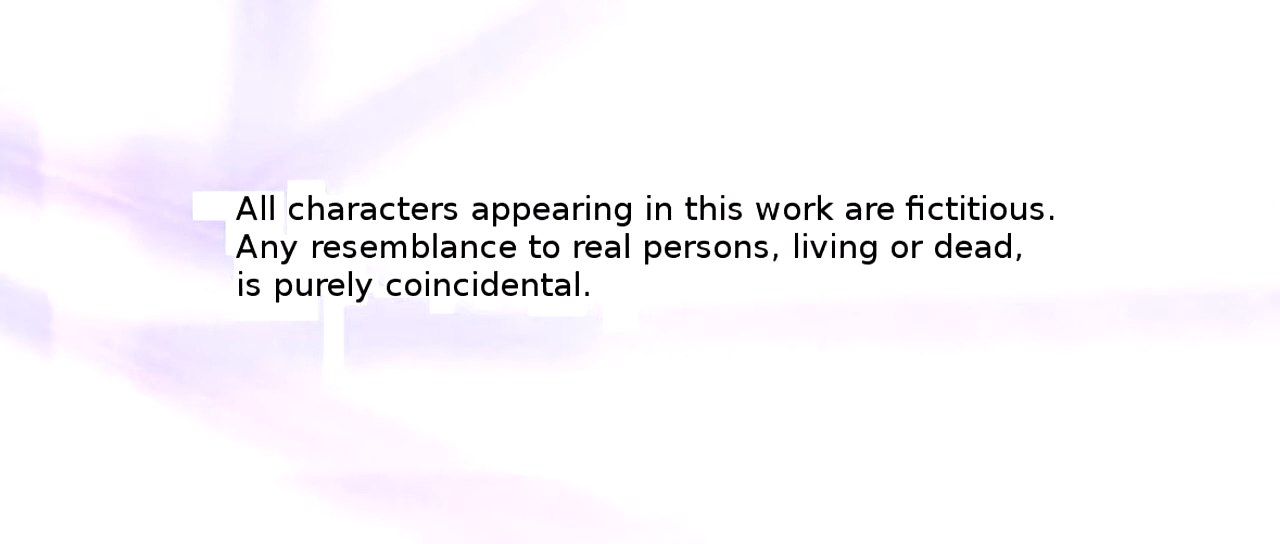 All characters appearing in this work are fictitious.
Any resemblance to real persons, living or dead,
is purely coincidental.